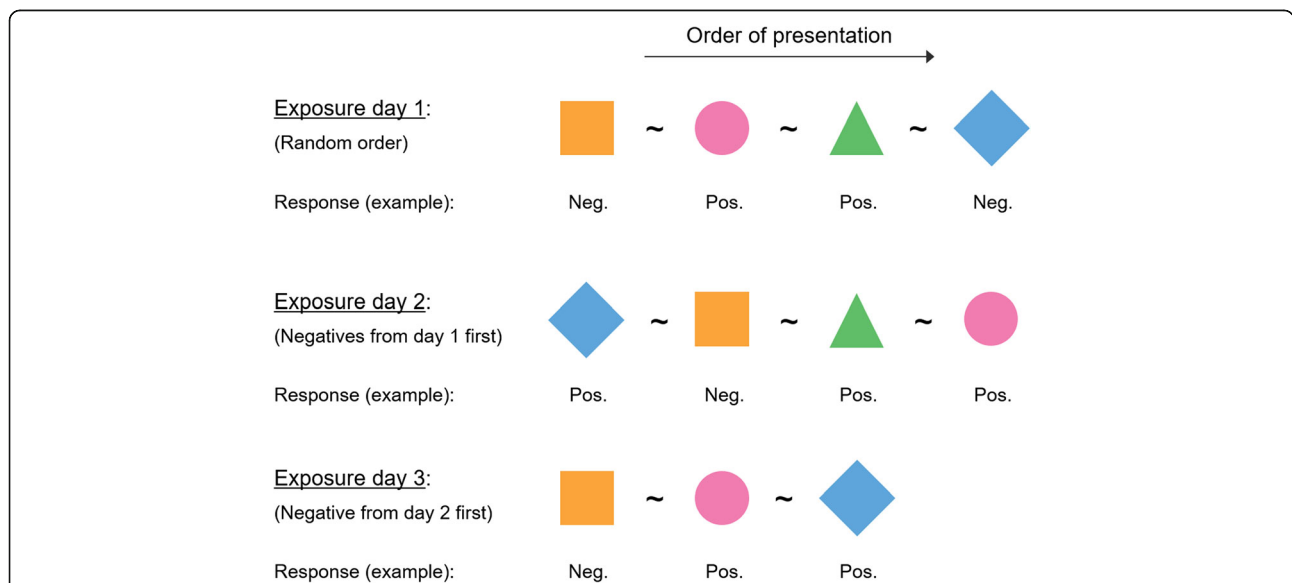 Order of presentation
Exposure day 1:
(Random order)
~ ~ ~
Response (example): Neg. Pos. Pos. Neg.
Exposure day 2:
(Negatives from day 1 first)
~ ~ ~
Response (example): Pos. Neg. Pos. Pos.
Exposure day 3:
(Negative from day 2 first)
~ ~
Response (example): Neg. Pos. Pos.